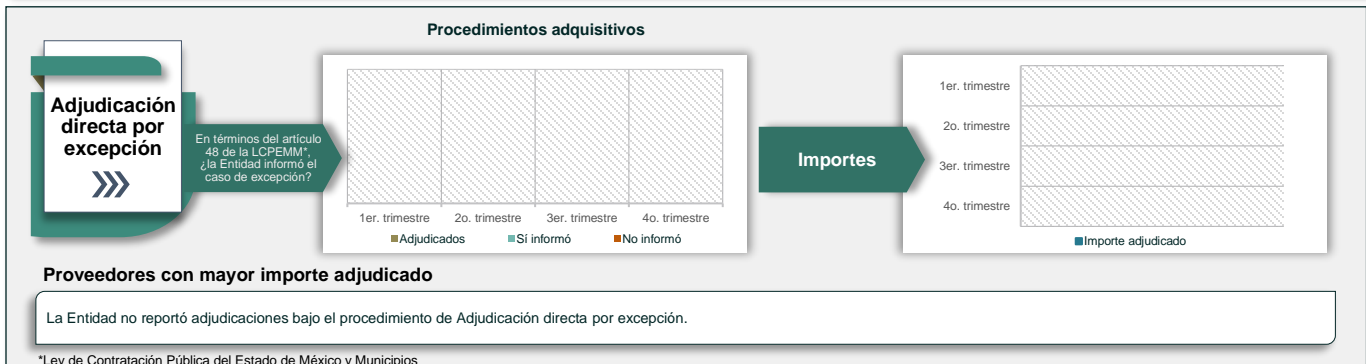 Procedimientos adquisitivos
Adjudicación
directa por
excepción
En términos del artículo
48 de la LCPEMM*,
¿la Entidad informó el
caso de excepción?
1er. trimestre 2o. trimestre 3er. trimestre 4o. trimestre
Adjudicados Sí informó No informó
Importes
1er. trimestre
2o. trimestre
3er. trimestre
4o. trimestre
Importe adjudicado
Proveedores con mayor importe adjudicado
La Entidad no reportó adjudicaciones bajo el procedimiento de Adjudicación directa por excepción.
*Ley de Contratación Pública del Estado de México y Municipios